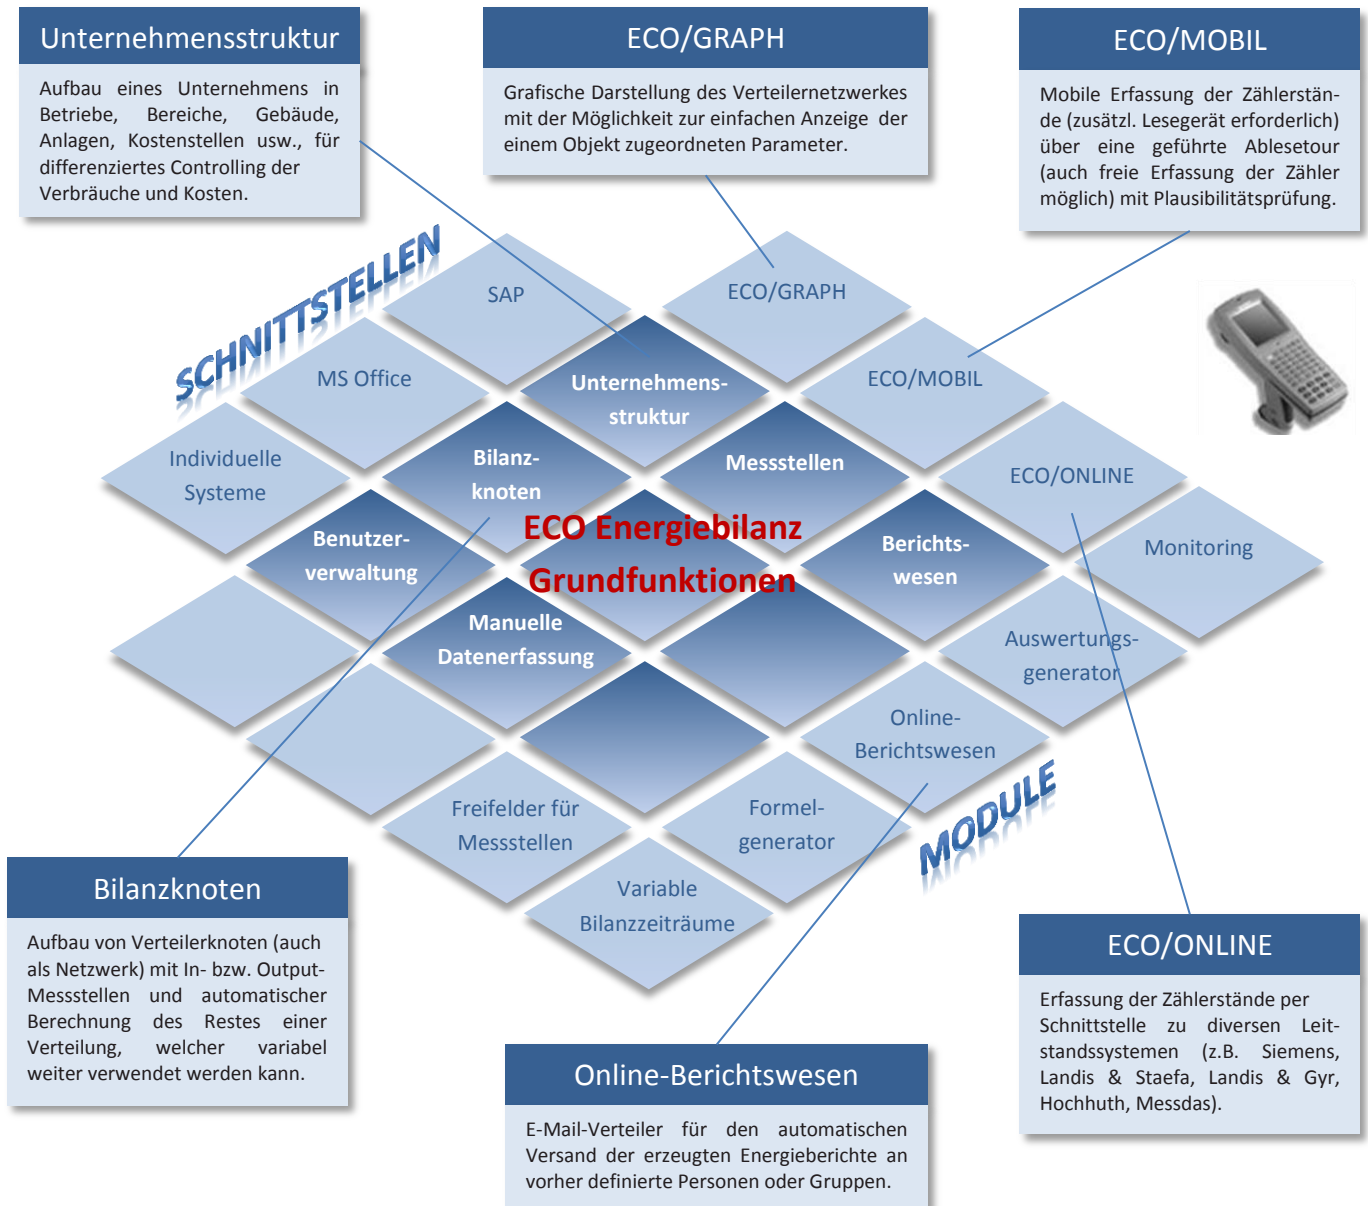 Unternehmensstruktur
Aufbau eines Unternehmens in
Betriebe, Bereiche, Gebäude,
Anlagen, Kostenstellen usw., für
differenziertes Controlling der
Verbräuche und Kosten.
ECO/GRAPH
Grafische Darstellung des Verteilernetzwerkes
mit der Möglichkeit zur einfachen Anzeige der
einem Objekt zugeordneten Parameter.
ECO/MOBIL
Mobile Erfassung der Zählerstän-
de (zusätzl. Lesegerät erforderlich)
über eine geführte Ablesetour
(auch freie Erfassung der Zähler
möglich) mit Plausibilitätsprüfung.
SCHNITTSTELLEN
SAP
ECO/GRAPH
MS Office
Unternehmens-
struktur
ECO/MOBIL
Individuelle
Systeme
Bilanz-
knoten
Messstellen
ECO/ONLINE
ECO Energiebilanz
Grundfunktionen
Benutzer-
verwaltung
Berichts-
wesen
Monitoring
Manuelle
Datenerfassung
Auswertungs-
generator
Online-
Berichtswesen
Freifelder für
Messstellen
Formel-
generator
MODULE
Variable
Bilanzzeiträume
Bilanzknoten
Aufbau von Verteilerknoten (auch
als Netzwerk) mit In- bzw. Output-
Messstellen und automatischer
Berechnung des Restes einer
Verteilung, welcher variabel
weiter verwendet werden kann.
Online-Berichtswesen
E-Mail-Verteiler für den automatischen
Versand der erzeugten Energieberichte an
vorher definierte Personen oder Gruppen.
ECO/ONLINE
Erfassung der Zählerstände per
Schnittstelle zu diversen Leit-
standssystemen (z.B. Siemens,
Landis & Staefa, Landis & Gyr,
Hochhuth, Messdas).